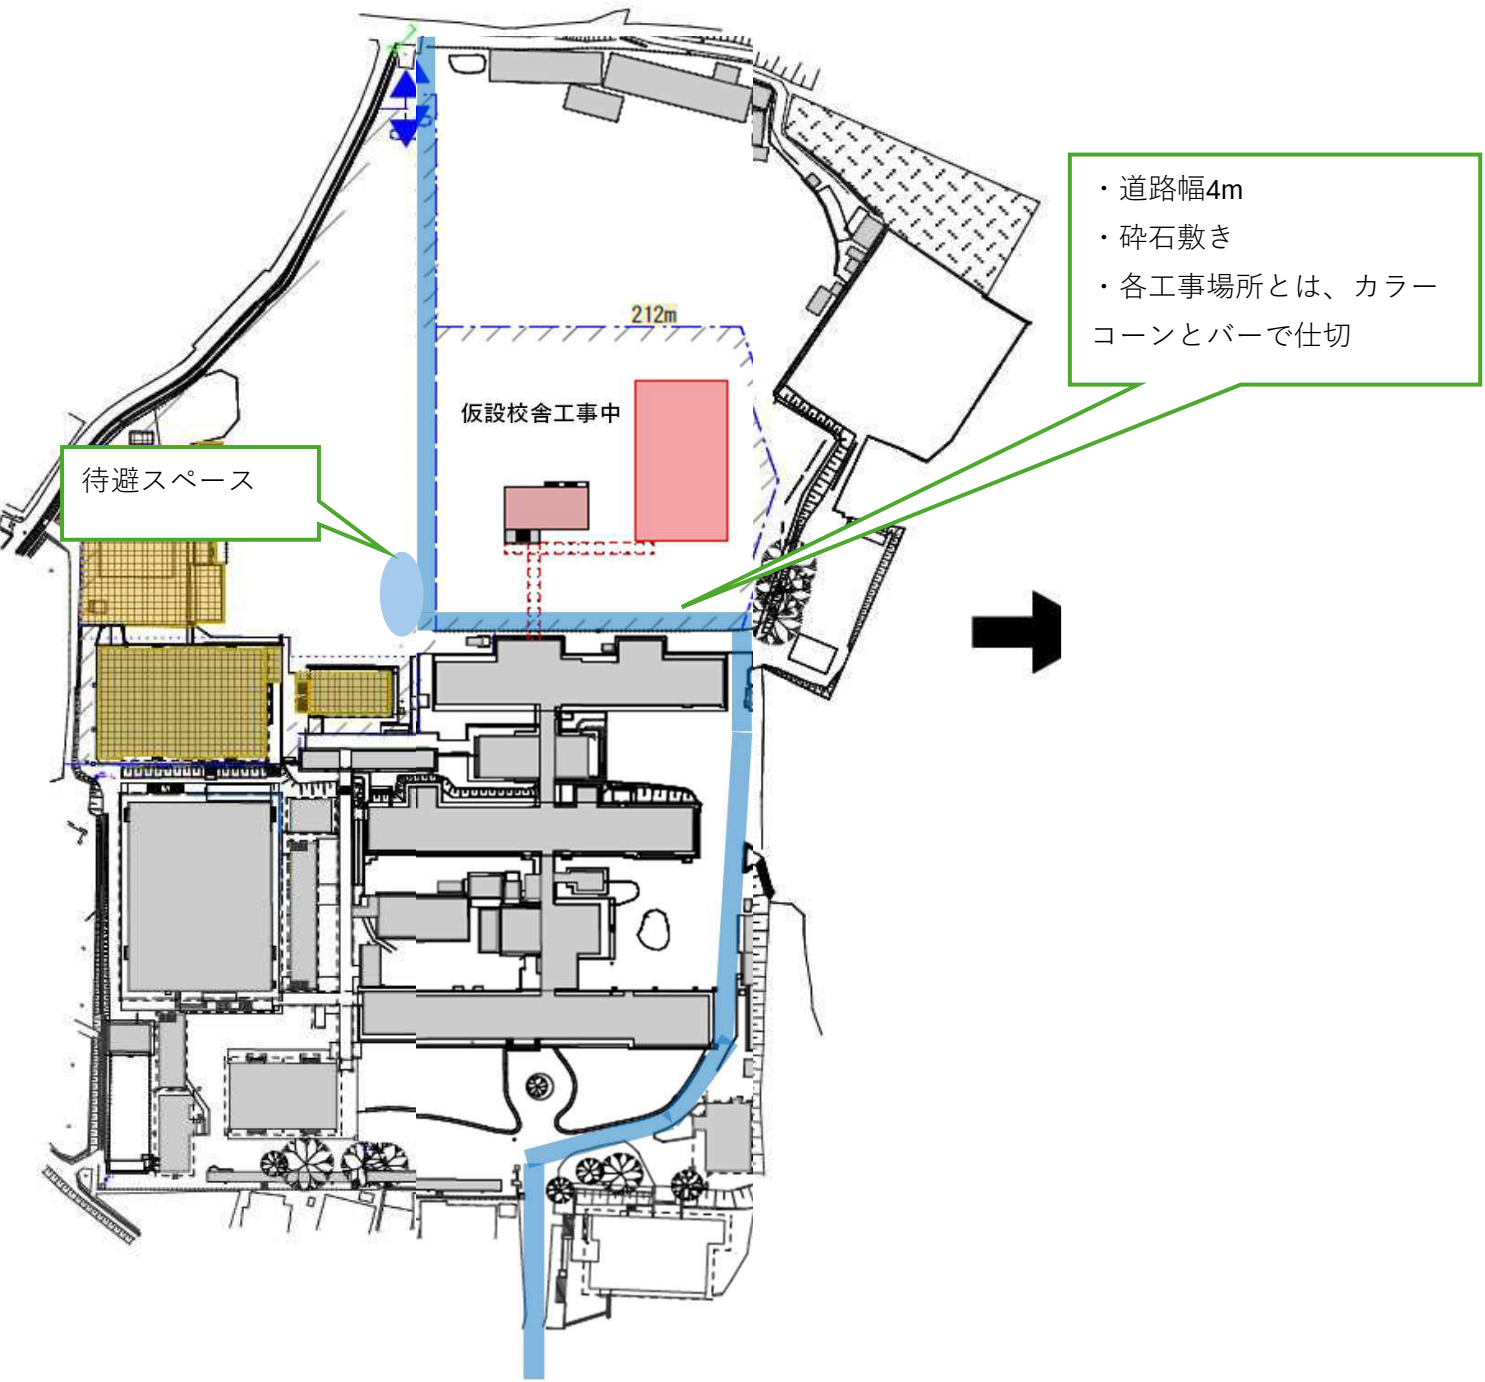 ・道路幅4m
・砕石敷き
・各工事場所とは、カラー
コーンとバーで仕切
212m
仮設校舎工事中
待避スペース